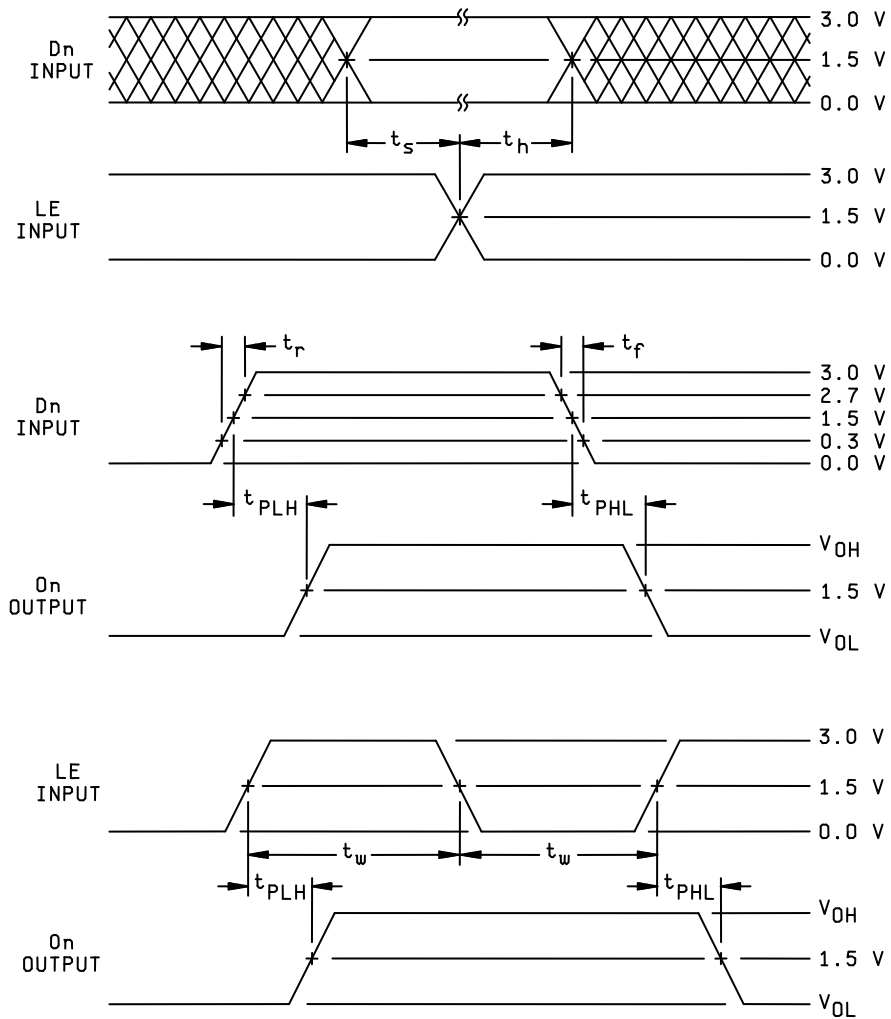 3.0 V
Dn
INPUT
1.5 V
0.0 V
ts
th
3.0 V
LE
INPUT
1.5 V
0.0 V
tr
tf
3.0 V
2.7 V
Dn
INPUT
1.5 V
0.3 V
0.0 V
tPLH
tPHL
VOH
On
OUTPUT
1.5 V
VOL
3.0 V
LE
INPUT
1.5 V
0.0 V
tw
tw
tPLH
tPHL
VOH
On
OUTPUT
1.5 V
VOL